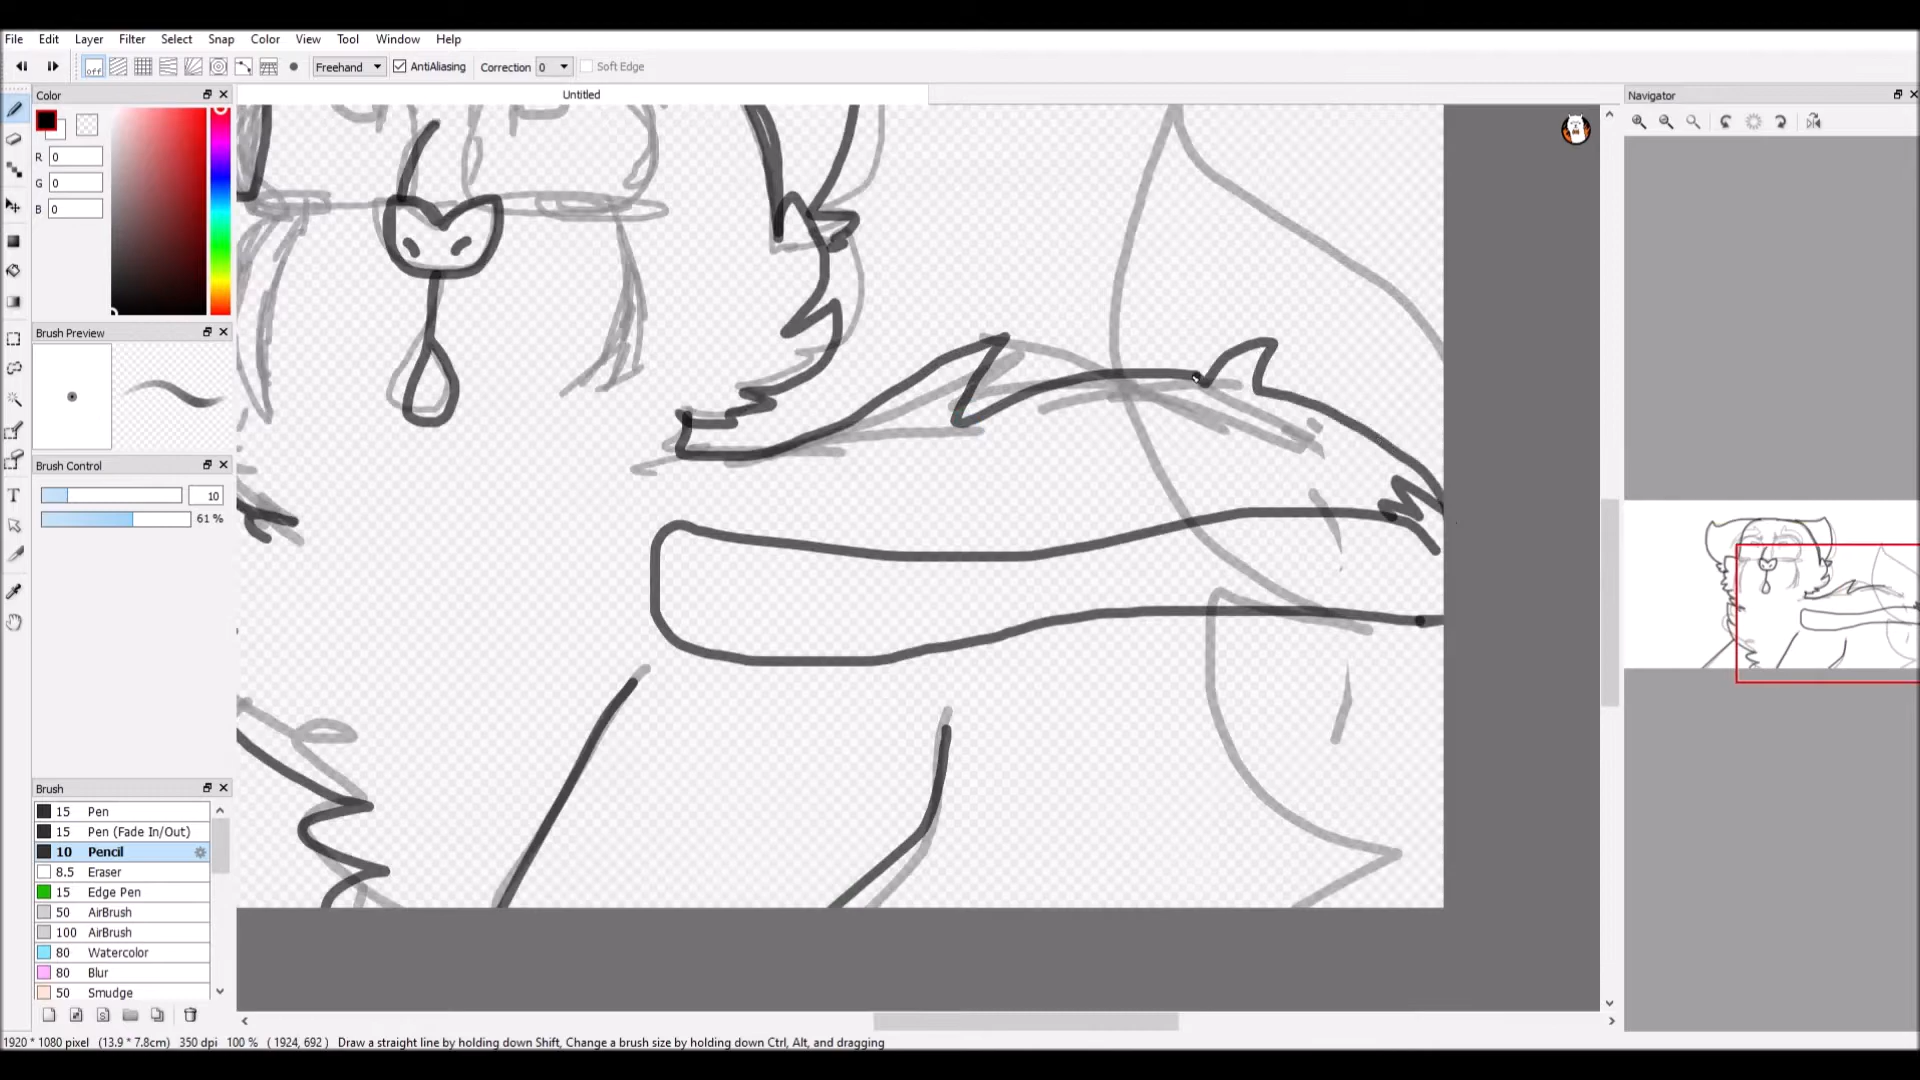 File Edit Layer Filter Select Snap Color View Tool Window Help
off Freehand AntiAliasing Correction 0 Soft Edge
Color
Untitled
Navigator
R 0
G 0
B 0
Brush Preview
Brush Control
10
61 %
T
Brush
15 Pen
15 Pen (Fade In/Out)
10 Pencil
8.5 Eraser
15 Edge Pen
50 AirBrush
100 AirBrush
80 Watercolor
80 Blur
50 Smudge
1920 * 1080 pixel (13.9 * 7.8cm) 350 dpi 100 % ( 1924, 692 ) Draw a straight line by holding down Shift, Change a brush size by holding down Ctrl, Alt, and dragging